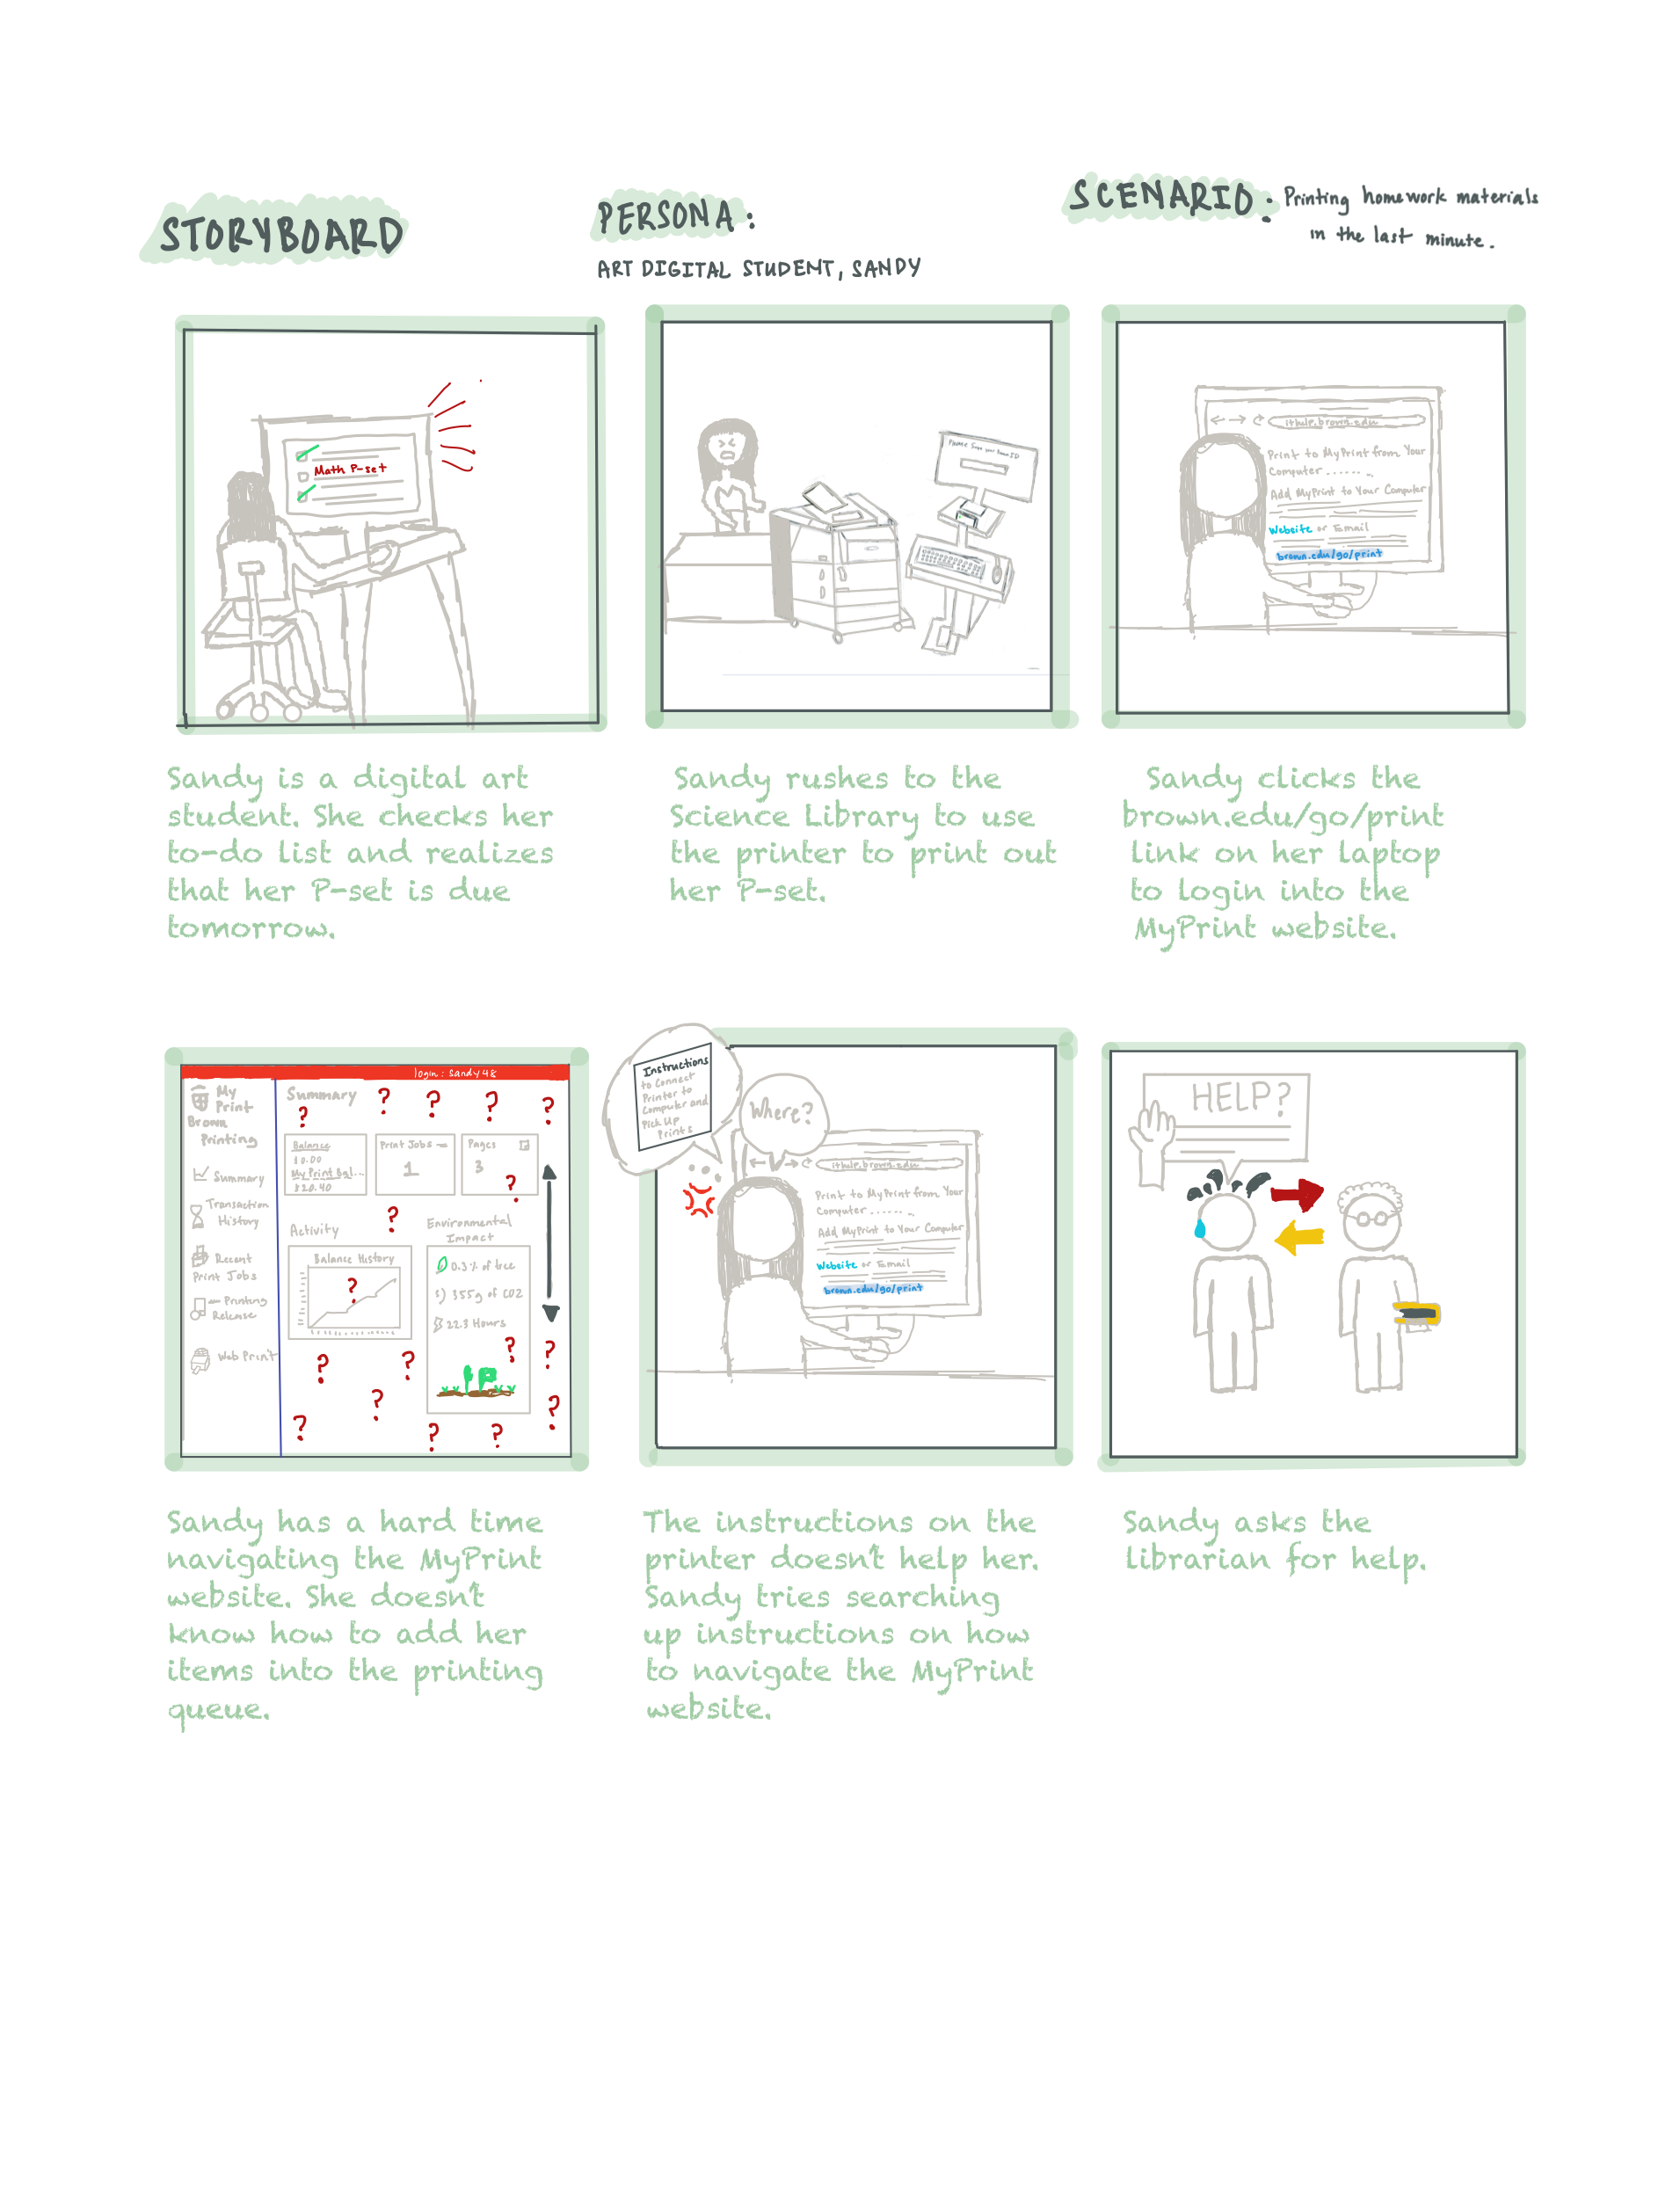 STORYBOARD
PERSONA:
ART DIGITAL STUDENT, SANDY
SCENARIO: Printing homework materials
in the last minute.
Math P-set
Please Swipe your Brown ID
ithelp.brown.edu
Print to MyPrint from Your
Computer ......
Add MyPrint to Your Computer
Website or Email
brown.edu/go/print
Sandy is a digital art
student. She checks her
to-do list and realizes
that her P-set is due
tomorrow.
Sandy rushes to the
Science Library to use
the printer to print out
her P-set.
Sandy clicks the
brown.edu/go/print
link on her laptop
to login into the
MyPrint website.
login: Sandy48
My
Print
Brown
Printing
Summary
Transaction
History
Recent
Print Jobs
Printing
Release
Web Print
Summary
? ? ? ? ?
Balance
$0.00
My Print Bal...
$20.40
Print Jobs
1
Pages
3
?
?
Activity
Balance History
?
Environmental
Impact
0.3% of tree
355g of CO2
22.3 Hours
? ? ? ?
? ?
? ? ?
Instructions
to Connect
Printer to
Computer and
Pick Up
Prints
Where?
ithelp.brown.edu
Print to MyPrint from Your
Computer ......
Add MyPrint to Your Computer
Website or Email
brown.edu/go/print
HELP?
Sandy has a hard time
navigating the MyPrint
website. She doesn't
know how to add her
items into the printing
queue.
The instructions on the
printer doesn't help her.
Sandy tries searching
up instructions on how
to navigate the MyPrint
website.
Sandy asks the
librarian for help.